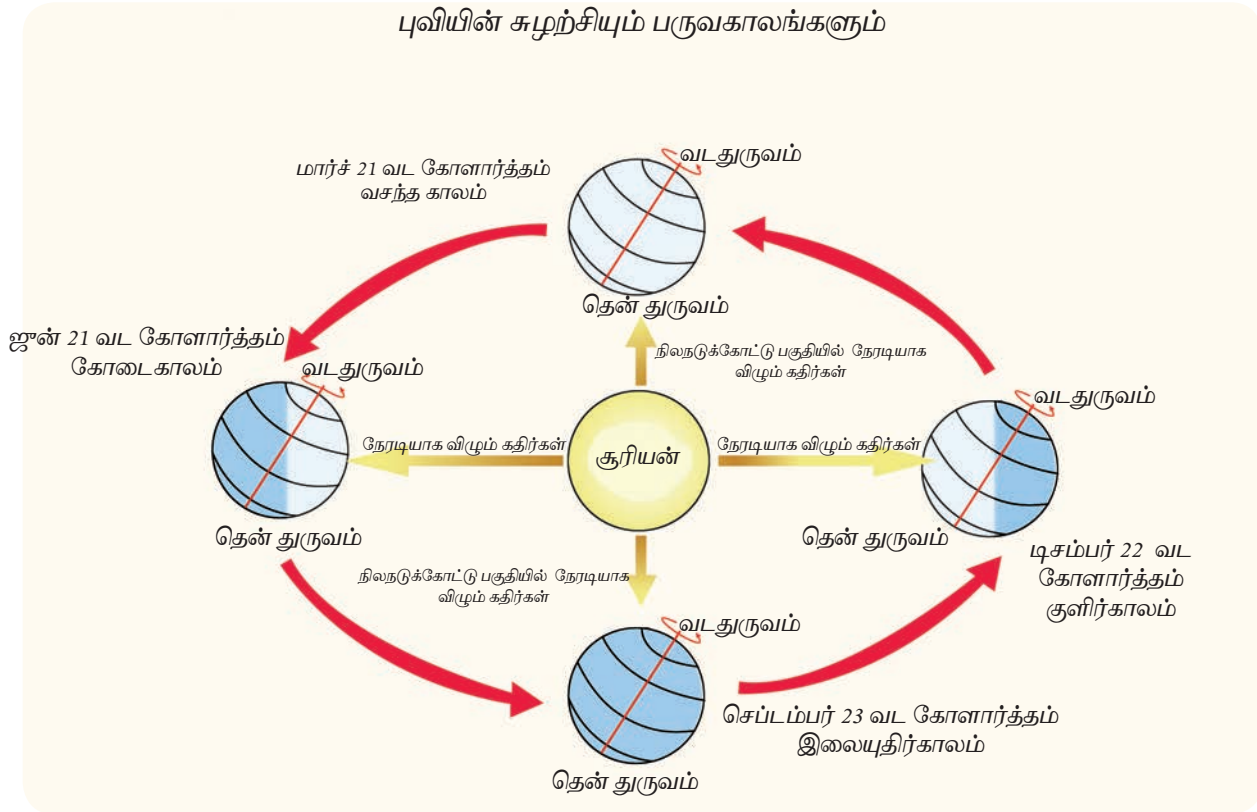 புவியின் சுழற்சியும் பருவகாலங்களும்
வடதுருவம்
மார்ச் 21 வட கோளார்த்தம்
வசந்த காலம்
தென் துருவம்
ஜுன் 21 வட கோளார்த்தம்
கோடைகாலம்
வடதுருவம்
நிலநடுக்கோட்டு பகுதியில் நேரடியாக
விழும் கதிர்கள்
வடதுருவம்
நேரடியாக விழும் கதிர்கள்
சூரியன்
நேரடியாக விழும் கதிர்கள்
தென் துருவம்
தென் துருவம்
டிசம்பர் 22 வட
கோளார்த்தம்
குளிர்காலம்
நிலநடுக்கோட்டு பகுதியில் நேரடியாக
விழும் கதிர்கள்
வடதுருவம்
செப்டம்பர் 23 வட கோளார்த்தம்
இலையுதிர்காலம்
தென் துருவம்